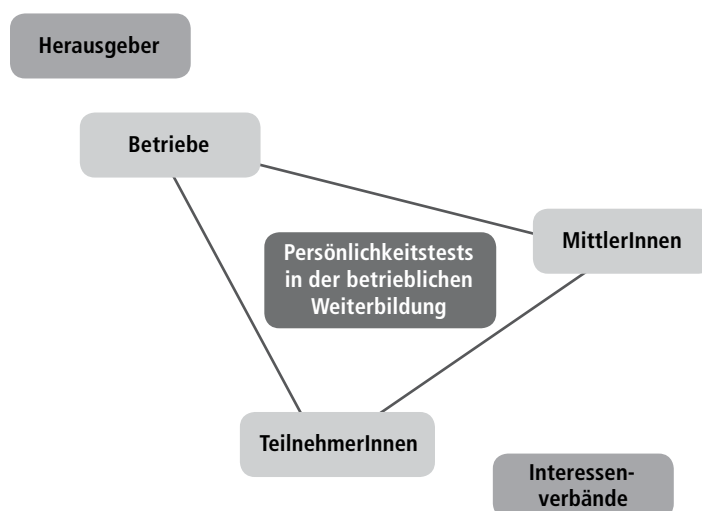 Herausgeber
Betriebe
MittlerInnen
Persönlichkeitstests
in der betrieblichen
Weiterbildung
TeilnehmerInnen
Interessen-
verbände